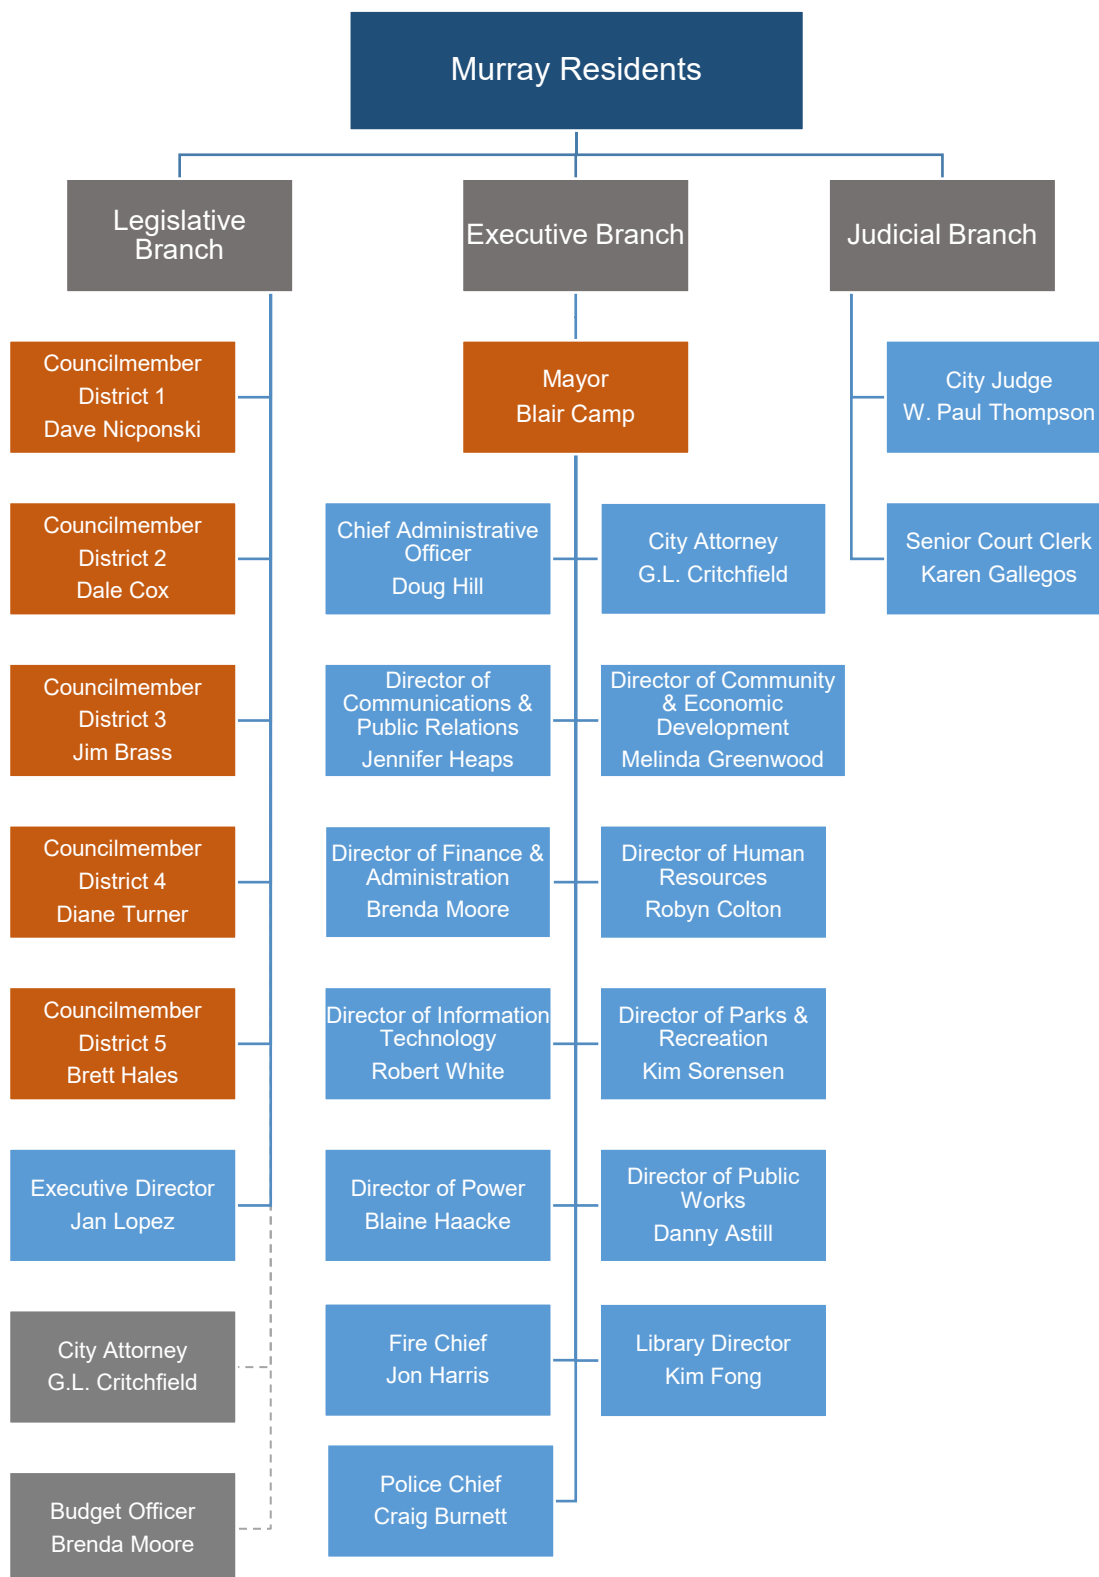 Murray Residents
Legislative
Branch
Executive Branch
Judicial Branch
Councilmember
District 1
Dave Nicponski
Councilmember
District 2
Dale Cox
Councilmember
District 3
Jim Brass
Councilmember
District 4
Diane Turner
Councilmember
District 5
Brett Hales
Executive Director
Jan Lopez
City Attorney
G.L. Critchfield
Budget Officer
Brenda Moore
Mayor
Blair Camp
Chief Administrative
Officer
Doug Hill
City Attorney
G.L. Critchfield
Director of
Communications &
Public Relations
Jennifer Heaps
Director of Community
& Economic
Development
Melinda Greenwood
Director of Finance &
Administration
Brenda Moore
Director of Human
Resources
Robyn Colton
Director of Information
Technology
Robert White
Director of Parks &
Recreation
Kim Sorensen
Director of Power
Blaine Haacke
Director of Public
Works
Danny Astill
Fire Chief
Jon Harris
Library Director
Kim Fong
Police Chief
Craig Burnett
City Judge
W. Paul Thompson
Senior Court Clerk
Karen Gallegos